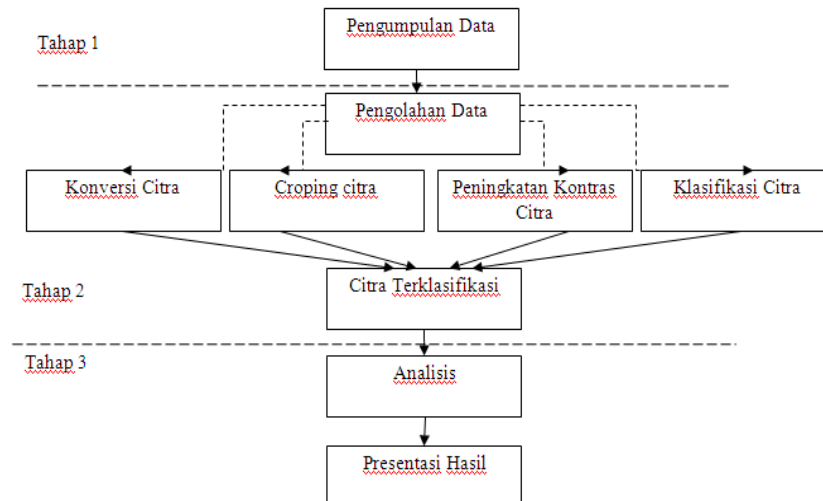 Pengumpulan Data
Tahap 1
Pengolahan Data
Konversi Citra
Croping citra
Peningkatan Kontras
Citra
Klasifikasi Citra
Citra Terklasifikasi
Tahap 2
Tahap 3
Analisis
Presentasi Hasil